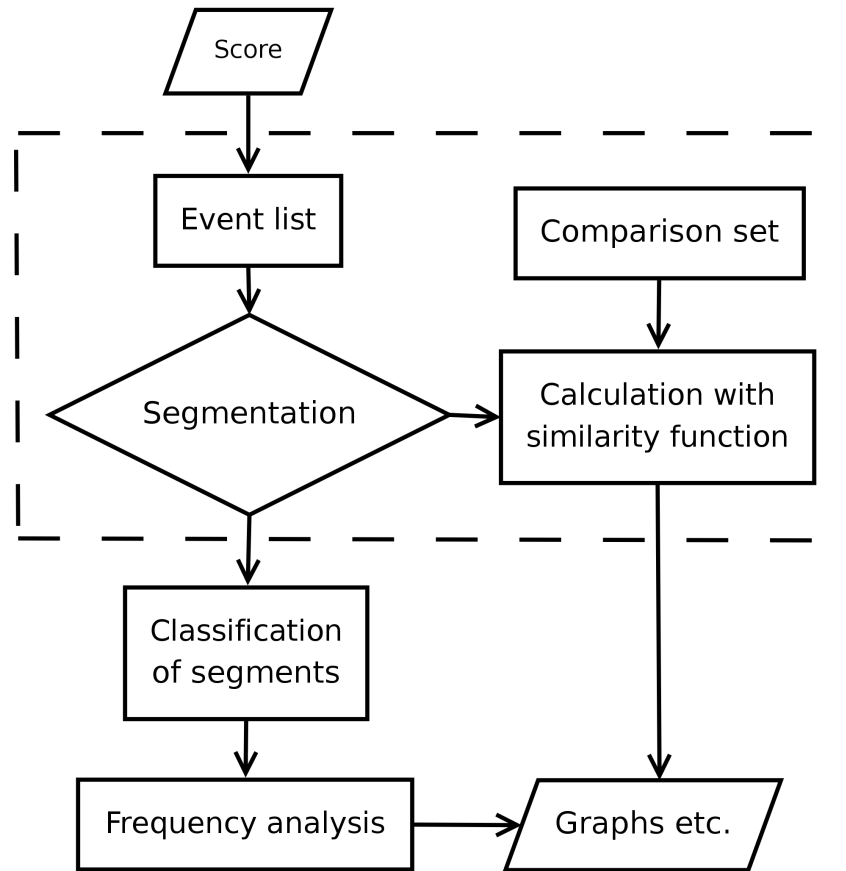 Score
Event list
Comparison set
Segmentation
Calculation with
similarity function
Classification
of segments
Frequency analysis
Graphs etc.